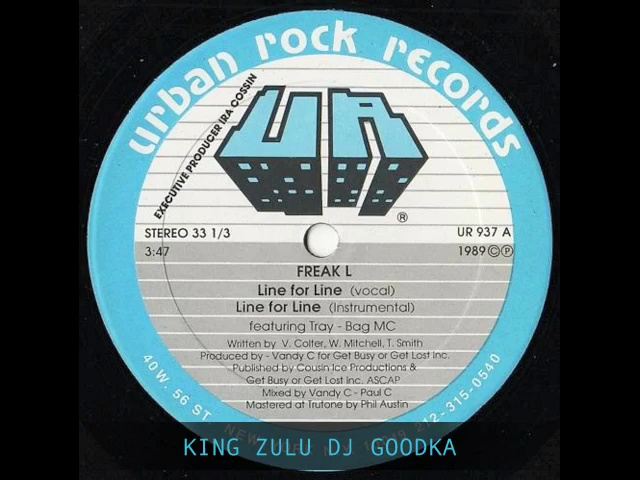 urban rock records
EXECUTIVE PRODUCER IRA COSSIN
UR
®
STEREO 33 1/3
UR 937 A
3:47
1989 © ℗
FREAK L
Line for Line (vocal)
Line for Line (Instrumental)
featuring Tray - Bag MC
Written by V. Colter, W. Mitchell, T. Smith
Produced by - Vandy C for Get Busy or Get Lost Inc.
Published by Cousin Ice Productions &
Get Busy or Get Lost Inc. ASCAP
Mixed by Vandy C - Paul C
Mastered at Trutone by Phil Austin
40 W. 56 ST
212-315-0540
KING ZULU DJ GOODKA